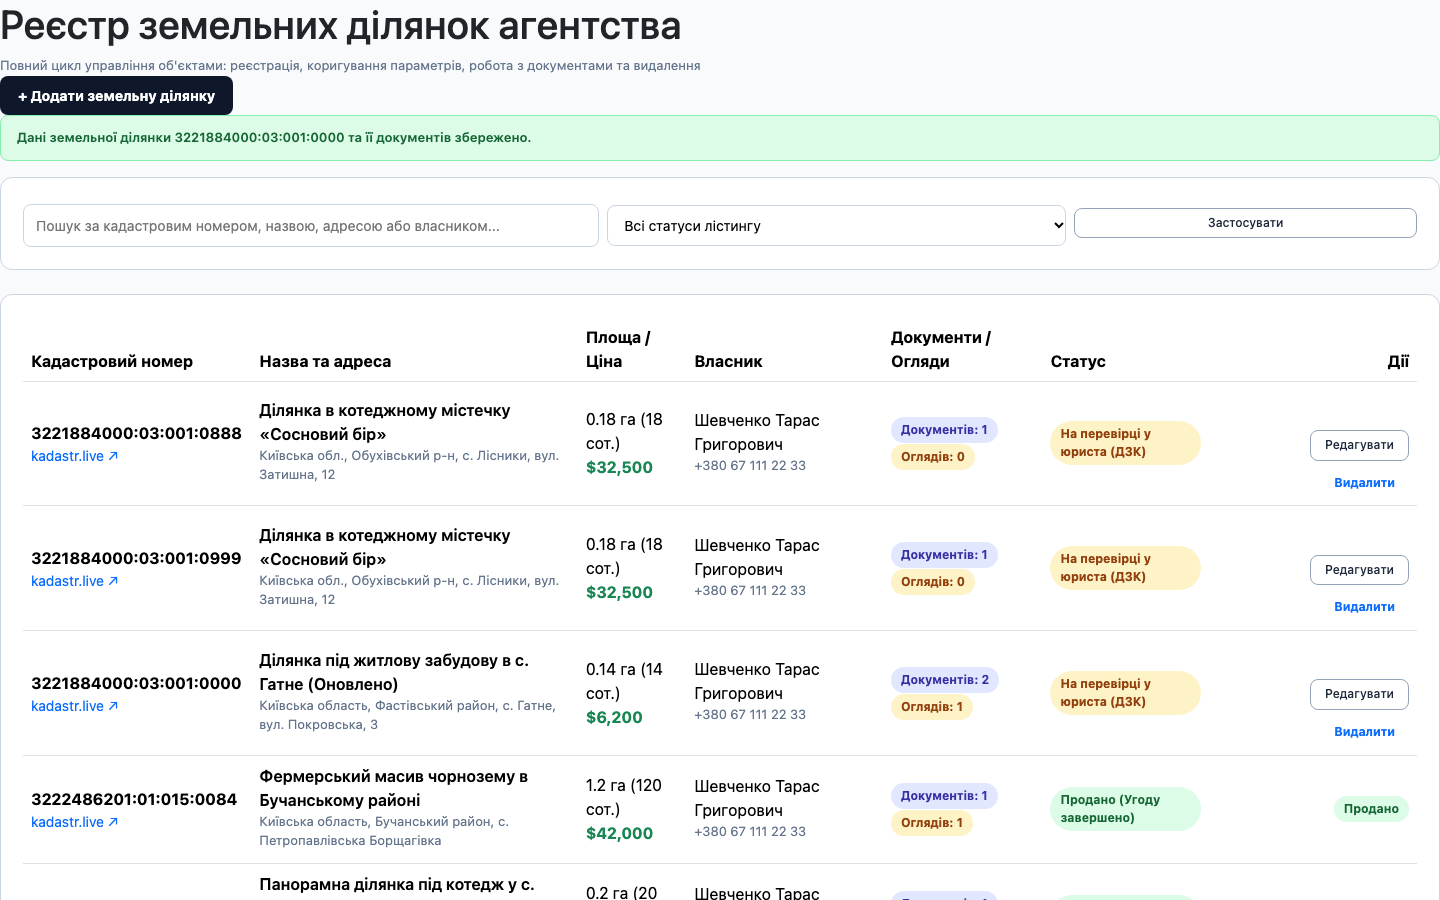 Реєстр земельних ділянок агентства
Повний цикл управління об'єктами: реєстрація, коригування параметрів, робота з документами та видалення
+ Додати земельну ділянку
Дані земельної ділянки 3221884000:03:001:0000 та її документів збережено.
Пошук за кадастровим номером, назвою, адресою або власником...
Всі статуси лістингу
Застосувати
Кадастровий номер
Назва та адреса
Площа /
Ціна
Власник
Документи /
Огляди
Статус
Дії
3221884000:03:001:0888
kadastr.live ↗
Ділянка в котеджному містечку
«Сосновий бір»
Київська обл., Обухівський р-н, с. Лісники, вул.
Затишна, 12
0.18 га (18
сот.)
$32,500
Шевченко Тарас
Григорович
+380 67 111 22 33
Документів: 1
Оглядів: 0
На перевірці у
юриста (ДЗК)
Редагувати
Видалити
3221884000:03:001:0999
kadastr.live ↗
Ділянка в котеджному містечку
«Сосновий бір»
Київська обл., Обухівський р-н, с. Лісники, вул.
Затишна, 12
0.18 га (18
сот.)
$32,500
Шевченко Тарас
Григорович
+380 67 111 22 33
Документів: 1
Оглядів: 0
На перевірці у
юриста (ДЗК)
Редагувати
Видалити
3221884000:03:001:0000
kadastr.live ↗
Ділянка під житлову забудову в с.
Гатне (Оновлено)
Київська область, Фастівський район, с. Гатне,
вул. Покровська, 3
0.14 га (14
сот.)
$6,200
Шевченко Тарас
Григорович
+380 67 111 22 33
Документів: 2
Оглядів: 1
На перевірці у
юриста (ДЗК)
Редагувати
Видалити
3222486201:01:015:0084
kadastr.live ↗
Фермерський масив чорнозему в
Бучанському районі
Київська область, Бучанський район, с.
Петропавлівська Борщагівка
1.2 га (120
сот.)
$42,000
Шевченко Тарас
Григорович
+380 67 111 22 33
Документів: 1
Оглядів: 1
Продано (Угоду
завершено)
Продано
Панорамна ділянка під котедж у с.
0.2 га (20
Шевченко Тарас